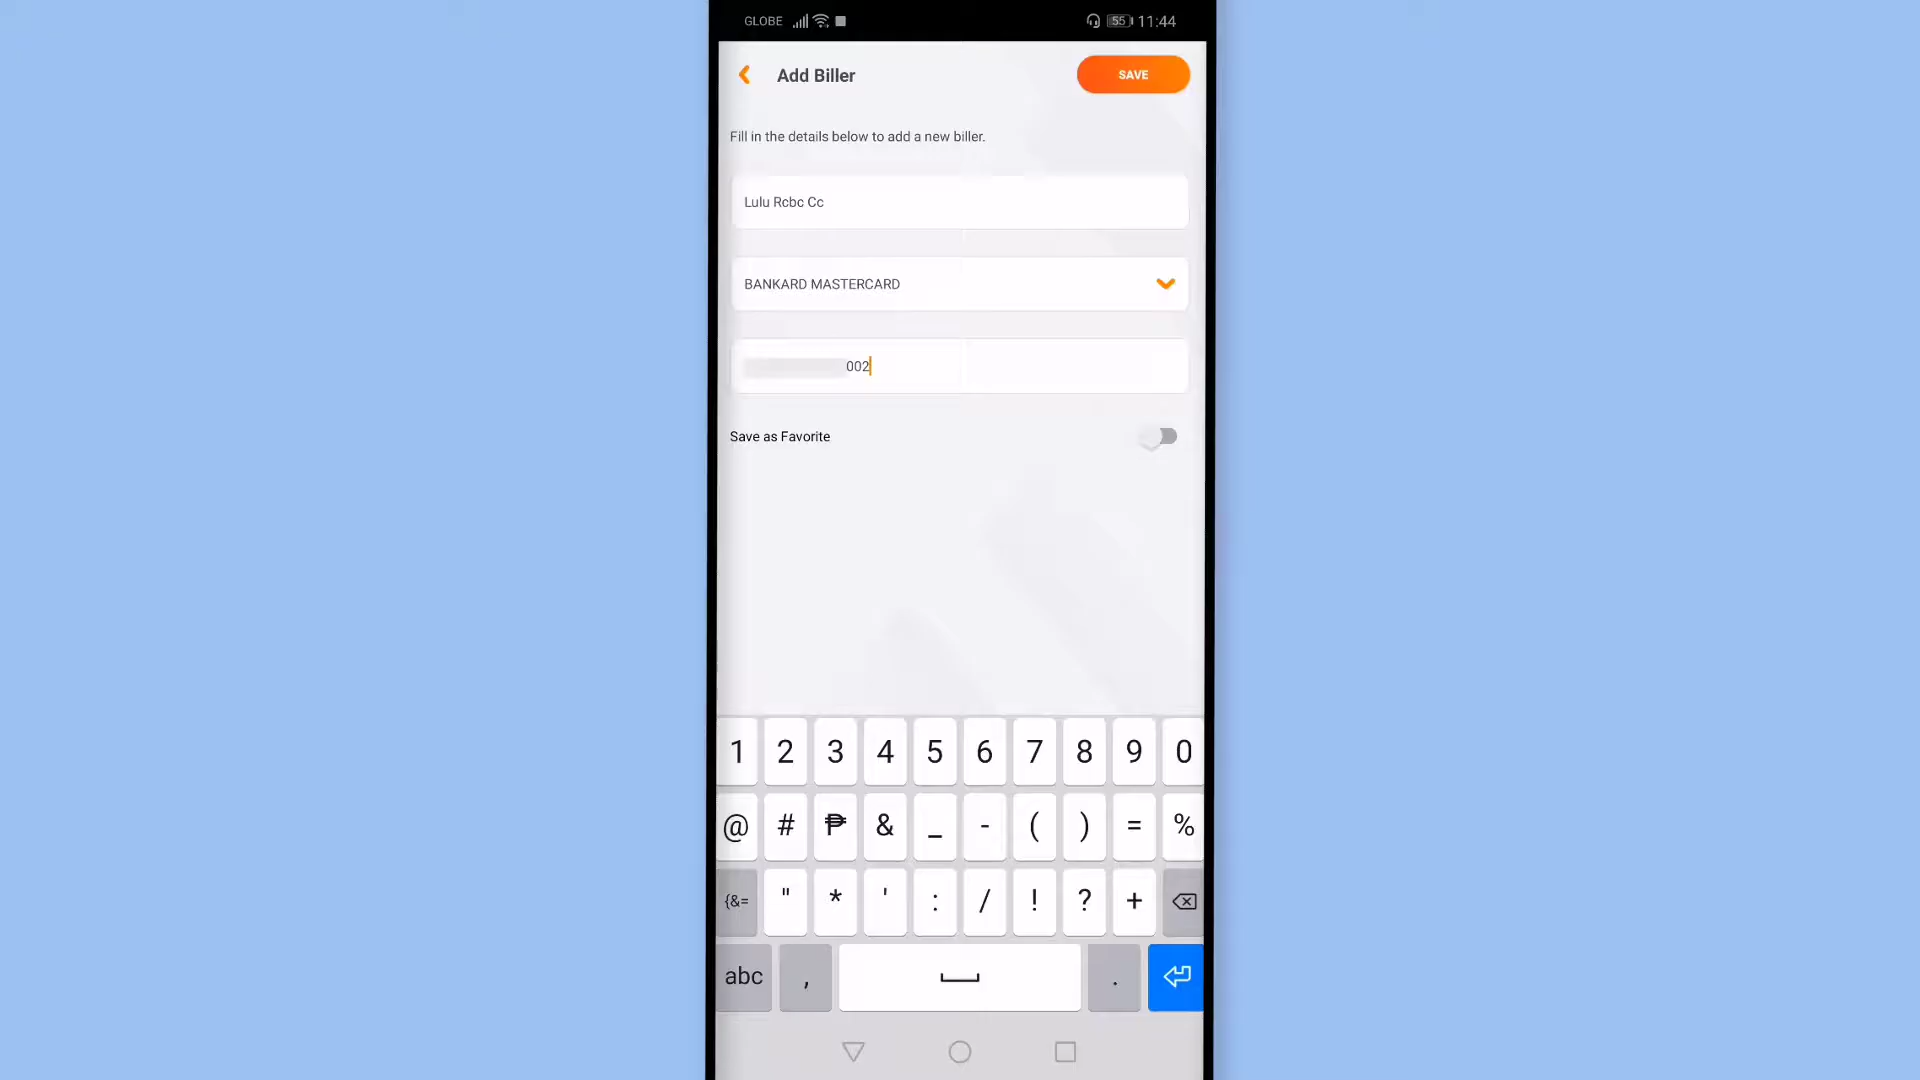 GLOBE 55 11:44
Add Biller SAVE
Fill in the details below to add a new biller.
Lulu Rcbc Cc
BANKARD MASTERCARD
002
Save as Favorite
1 2 3 4 5 6 7 8 9 0
@ # ₱ & _ - ( ) = %
{&= " * ' : / ! ? +
abc , .